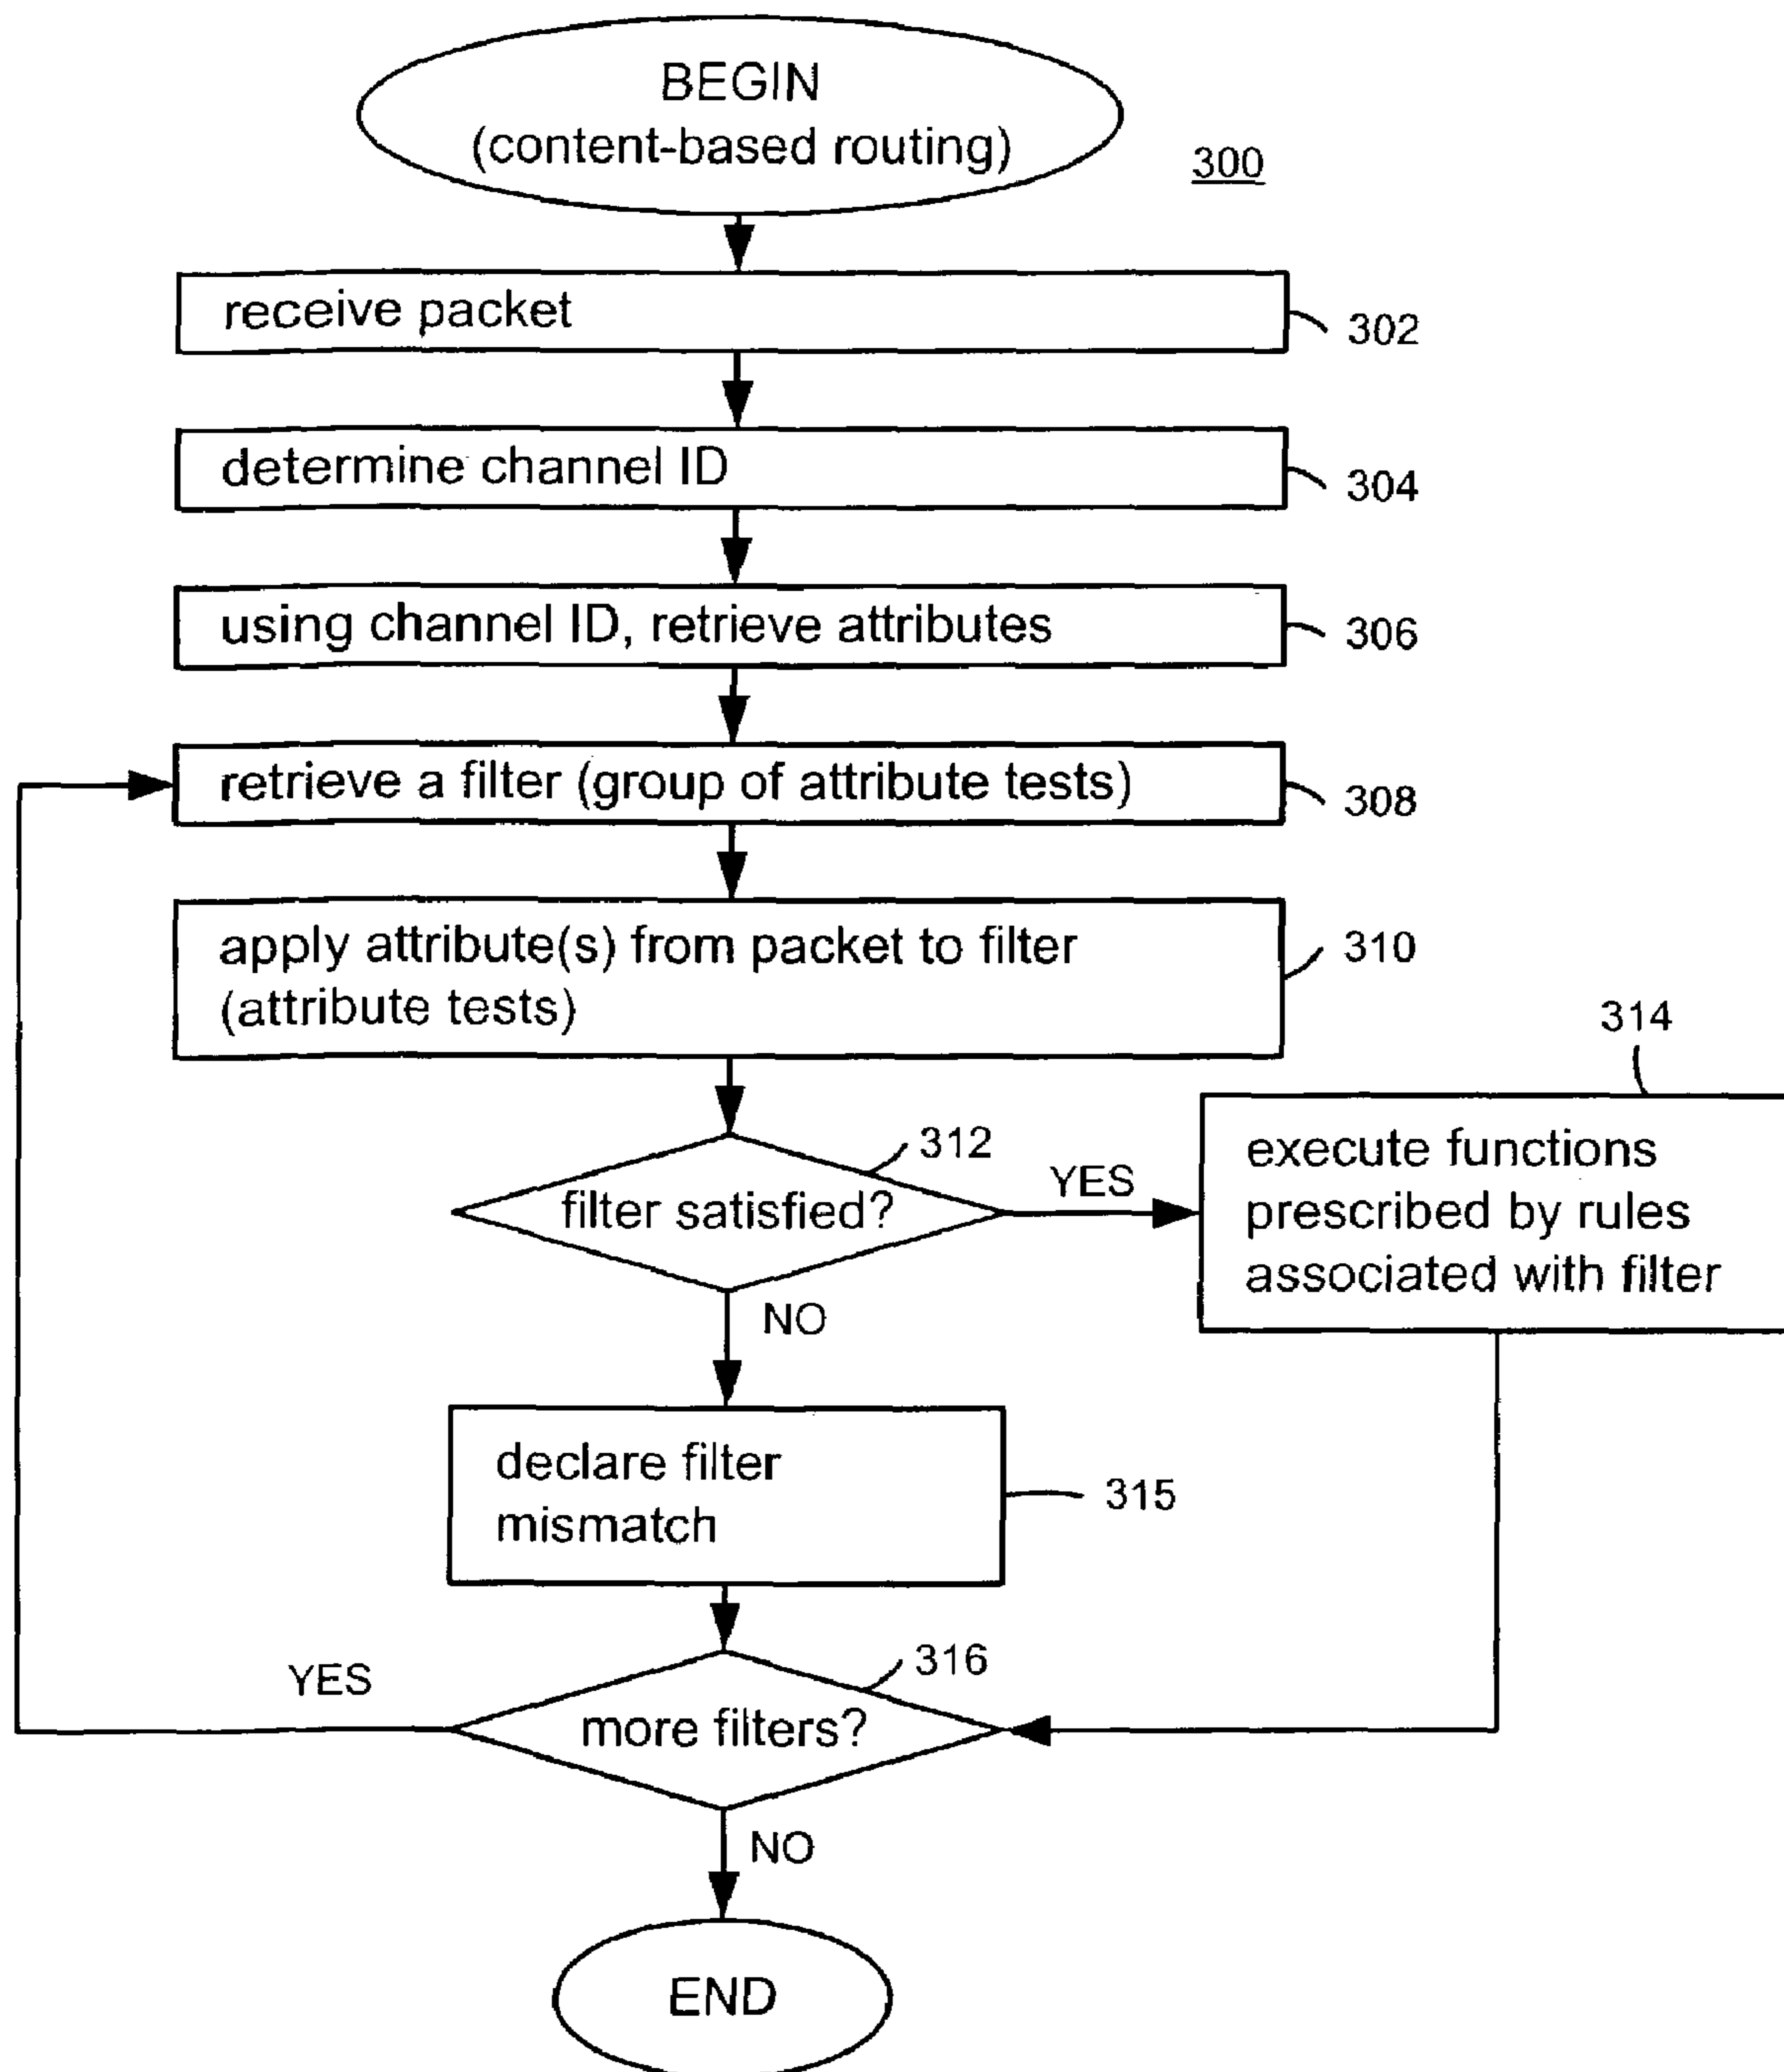 BEGIN
(content-based routing)
300
receive packet
302
determine channel ID
304
using channel ID, retrieve attributes
306
retrieve a filter (group of attribute tests)
308
apply attribute(s) from packet to filter
(attribute tests)
310
314
312
filter satisfied?
YES
execute functions
prescribed by rules
associated with filter
NO
declare filter
mismatch
315
316
YES
more filters?
NO
END